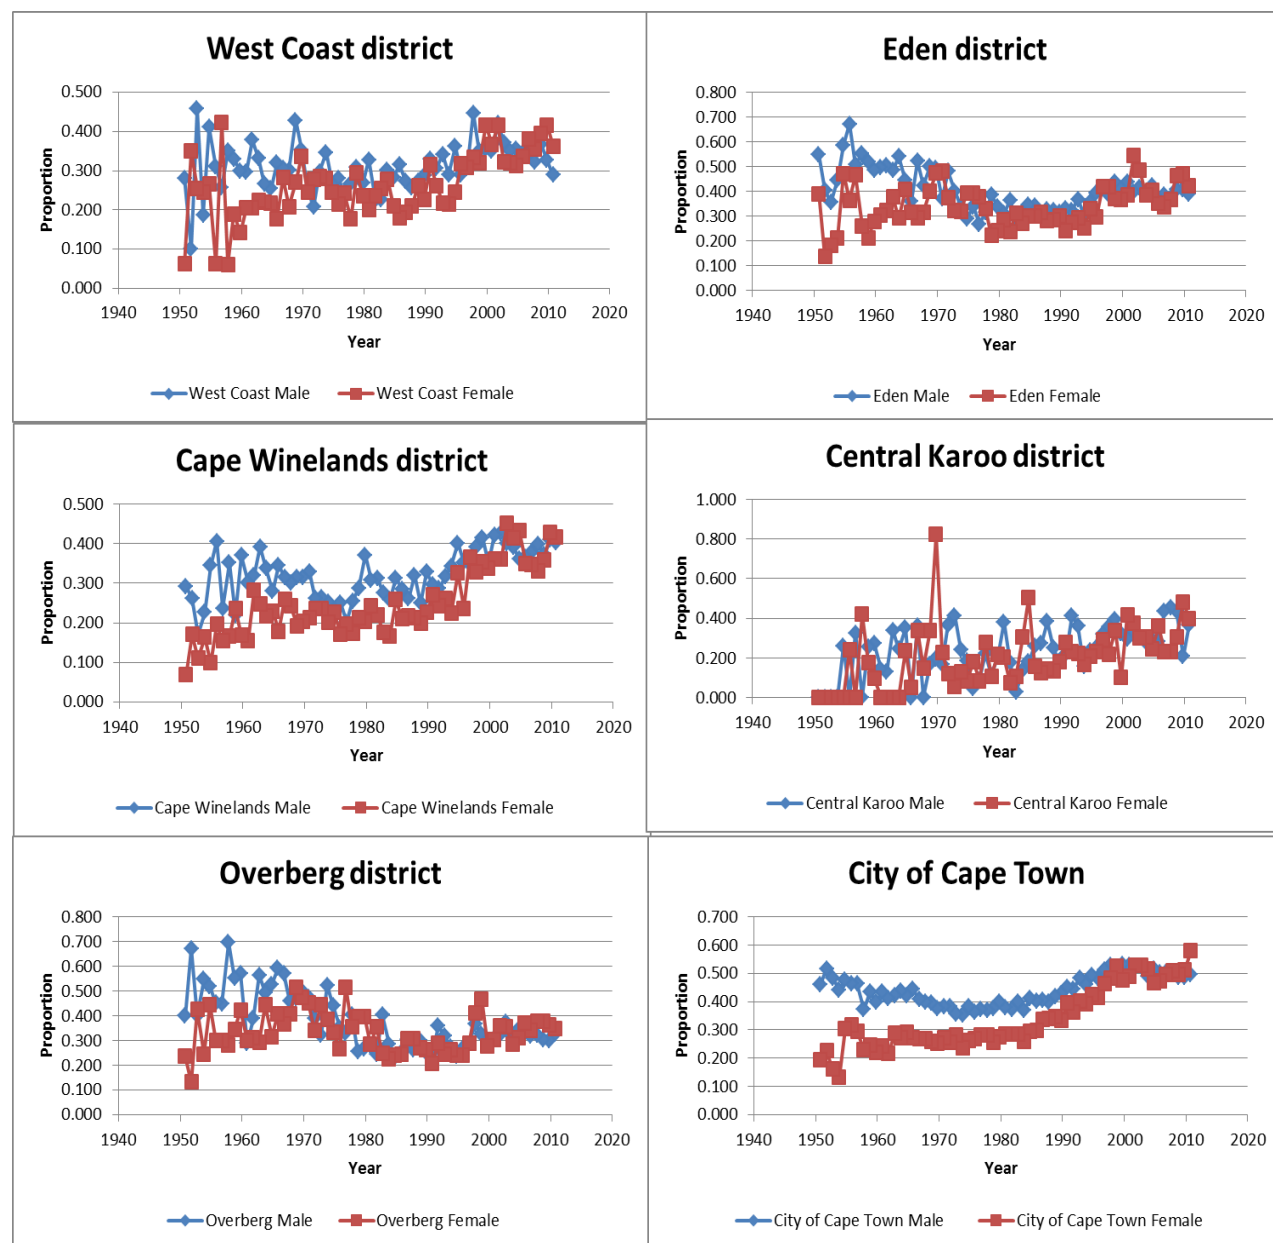 West Coast district
0.500
0.400
0.300
0.200
0.100
0.000
Proportion
1940 1950 1960 1970 1980 1990 2000 2010 2020
Year
West Coast Male West Coast Female
Eden district
0.800
0.700
0.600
0.500
0.400
0.300
0.200
0.100
0.000
Proportion
1940 1950 1960 1970 1980 1990 2000 2010 2020
Year
Eden Male Eden Female
Cape Winelands district
0.500
0.400
0.300
0.200
0.100
0.000
Proportion
1940 1950 1960 1970 1980 1990 2000 2010 2020
Year
Cape Winelands Male Cape Winelands Female
Central Karoo district
1.000
0.800
0.600
0.400
0.200
0.000
Proportion
1940 1950 1960 1970 1980 1990 2000 2010 2020
Year
Central Karoo Male Central Karoo Female
Overberg district
0.800
0.700
0.600
0.500
0.400
0.300
0.200
0.100
0.000
Proportion
1940 1950 1960 1970 1980 1990 2000 2010 2020
Year
Overberg Male Overberg Female
City of Cape Town
0.700
0.600
0.500
0.400
0.300
0.200
0.100
0.000
Proportion
1940 1950 1960 1970 1980 1990 2000 2010 2020
Year
City of Cape Town Male City of Cape Town Female